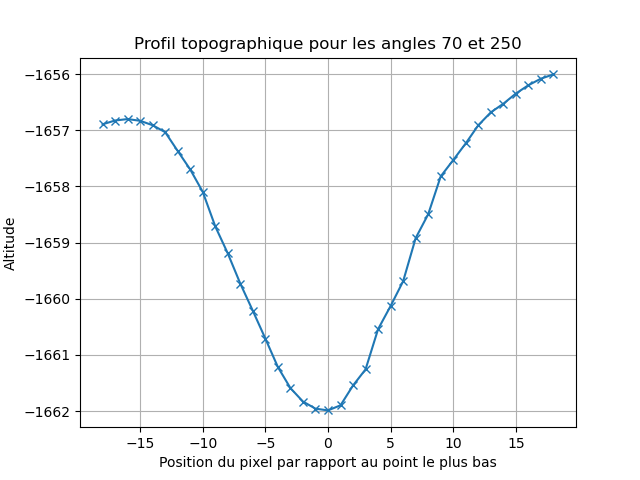 Profil topographique pour les angles 70 et 250
−1656
−1657
−1658
−1659
−1660
−1661
−1662
Altitude
−15 −10 −5 0 5 10 15
Position du pixel par rapport au point le plus bas